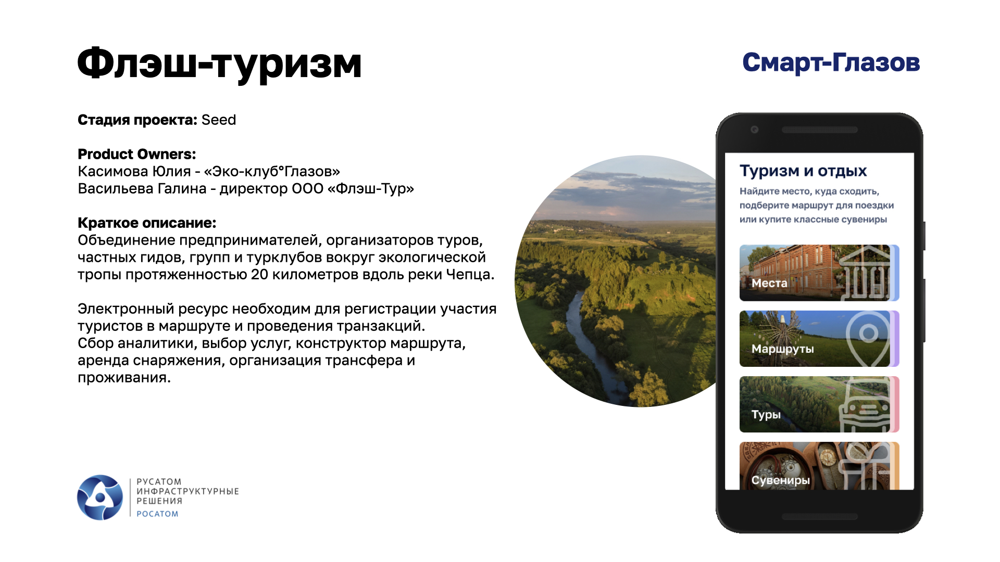 Флэш-туризм
Смарт-Глазов
Стадия проекта: Seed
Product Owners:
Касимова Юлия - «Эко-клуб°Глазов»
Васильева Галина - директор ООО «Флэш-Тур»
Краткое описание:
Объединение предпринимателей, организаторов туров,
частных гидов, групп и турклубов вокруг экологической
тропы протяженностью 20 километров вдоль реки Чепца.
Электронный ресурс необходим для регистрации участия
туристов в маршруте и проведения транзакций.
Сбор аналитики, выбор услуг, конструктор маршрута,
аренда снаряжения, организация трансфера и
проживания.
Туризм и отдых
Найдите место, куда сходить,
подберите маршрут для поездки
или купите классные сувениры
Места
Маршруты
Туры
Сувениры
РУСАТОМ
ИНФРАСТРУКТУРНЫЕ
РЕШЕНИЯ
РОСАТОМ